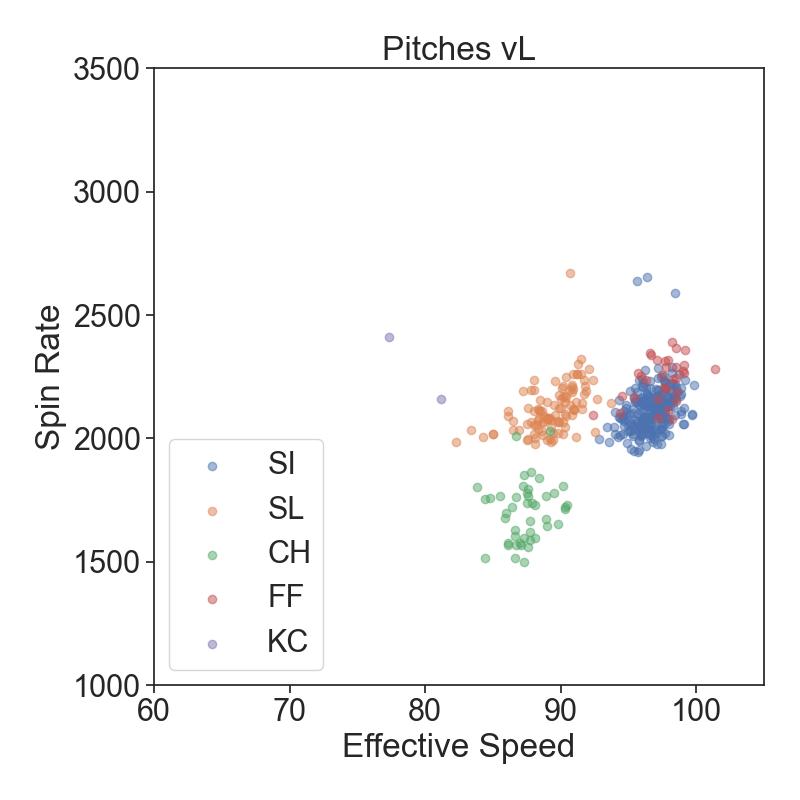 Pitches vL
3500
3000
2500
2000
1500
1000
Spin Rate
SI
SL
CH
FF
KC
60 70 80 90 100
Effective Speed